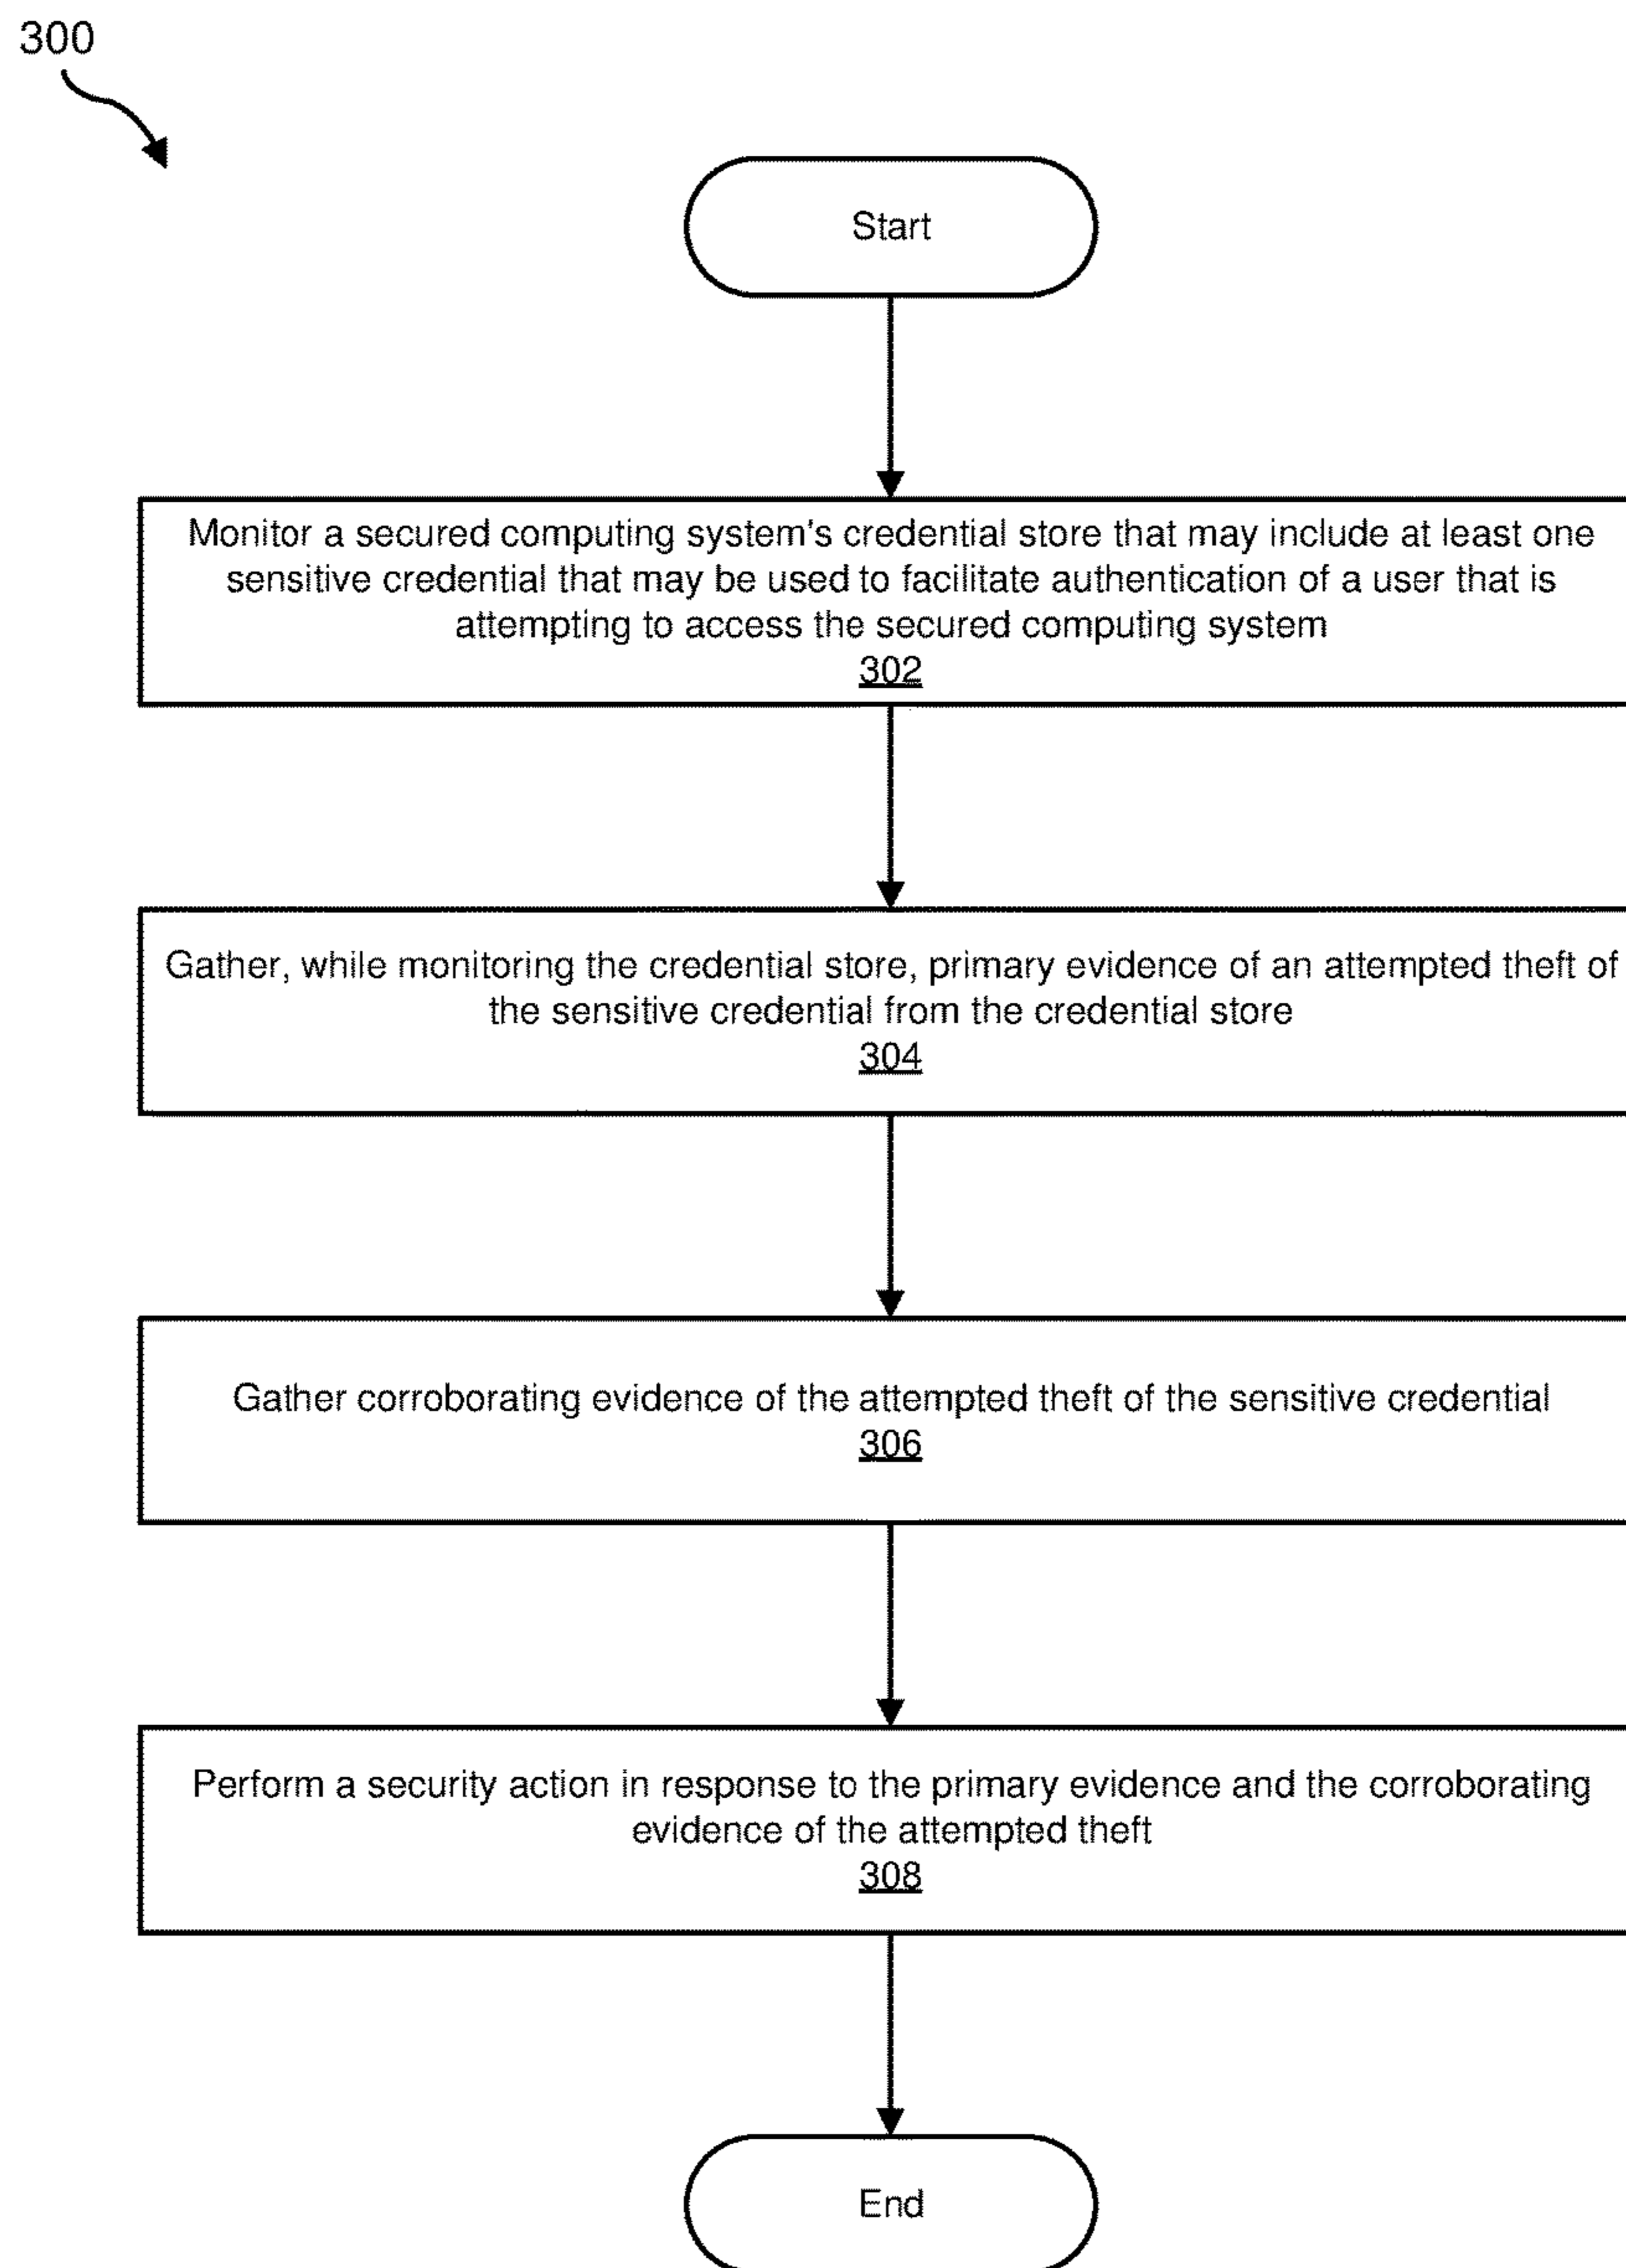 300
Start
Monitor a secured computing system's credential store that may include at least one
sensitive credential that may be used to facilitate authentication of a user that is
attempting to access the secured computing system
302
Gather, while monitoring the credential store, primary evidence of an attempted theft of
the sensitive credential from the credential store
304
Gather corroborating evidence of the attempted theft of the sensitive credential
306
Perform a security action in response to the primary evidence and the corroborating
evidence of the attempted theft
308
End